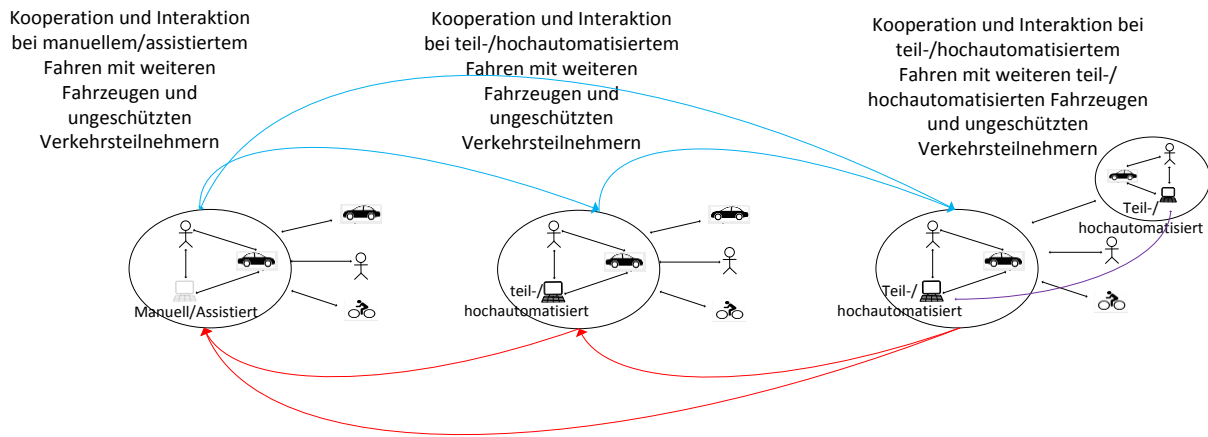 Kooperation und Interaktion
bei manuellem/assistiertem
Fahren mit weiteren
Fahrzeugen und
ungeschützten
Verkehrsteilnehmern
Kooperation und Interaktion
bei teil-/hochautomatisiertem
Fahren mit weiteren
Fahrzeugen und
ungeschützten
Verkehrsteilnehmern
Kooperation und Interaktion bei
teil-/hochautomatisiertem
Fahren mit weiteren teil-/
hochautomatisierten Fahrzeugen
und ungeschützten
Verkehrsteilnehmern
Teil-/
hochautomatisiert
Manuell/Assistiert
teil-/
hochautomatisiert
Teil-/
hochautomatisiert